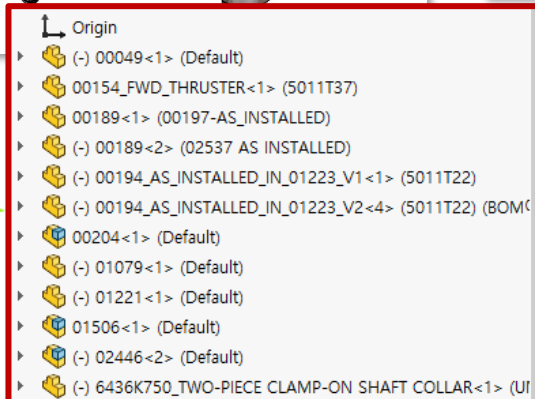 Origin
(-) 00049<1> (Default)
00154_FWD_THRUSTER<1> (5011T37)
00189<1> (00197-AS_INSTALLED)
(-) 00189<2> (02537 AS INSTALLED)
(-) 00194_AS_INSTALLED_IN_01223_V1<1> (5011T22)
(-) 00194_AS_INSTALLED_IN_01223_V2<4> (5011T22) (BOM
00204<1> (Default)
(-) 01079<1> (Default)
(-) 01221<1> (Default)
01506<1> (Default)
(-) 02446<2> (Default)
(-) 6436K750_TWO-PIECE CLAMP-ON SHAFT COLLAR<1>